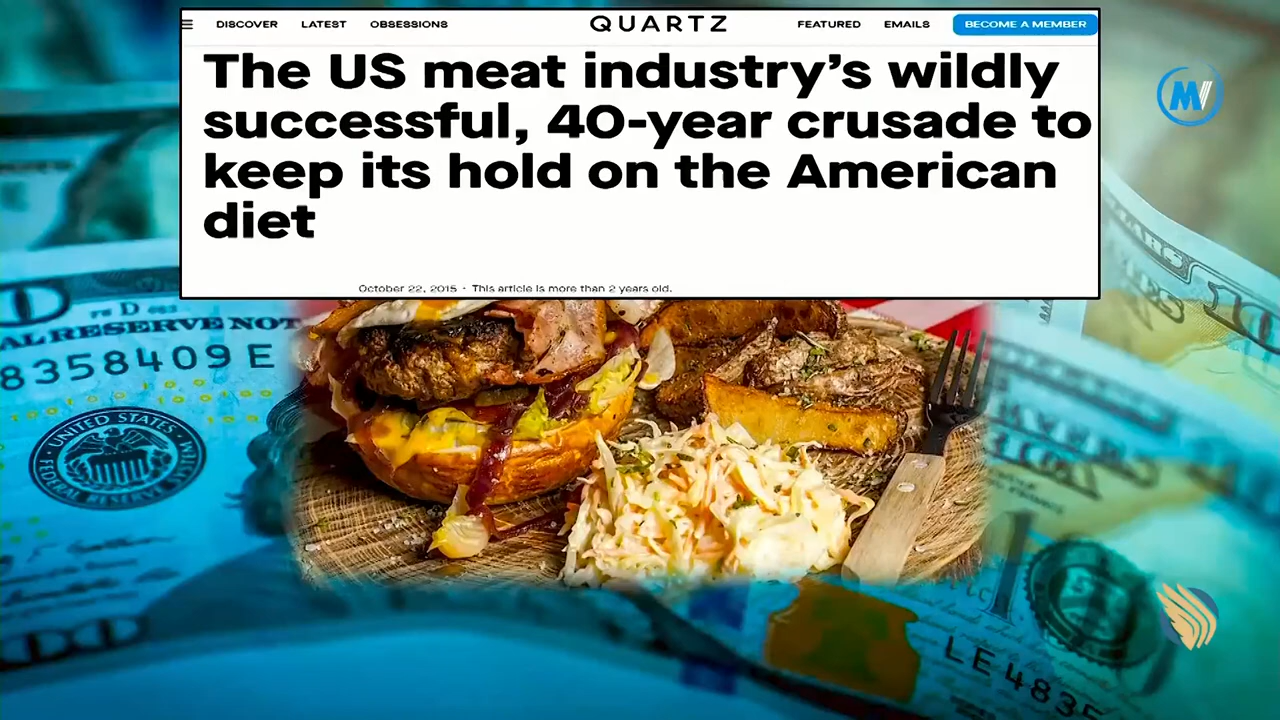 DISCOVER LATEST OBSESSIONS QUARTZ FEATURED EMAILS BECOME A MEMBER
The US meat industry's wildly
successful, 40-year crusade to
keep its hold on the American
diet
October 22, 2015 · This article is more than 2 years old.
MV
AL RESERVE NOT
8358409 E
UNITED STATES
FEDERAL RESERVE SYSTEM
LE 4835